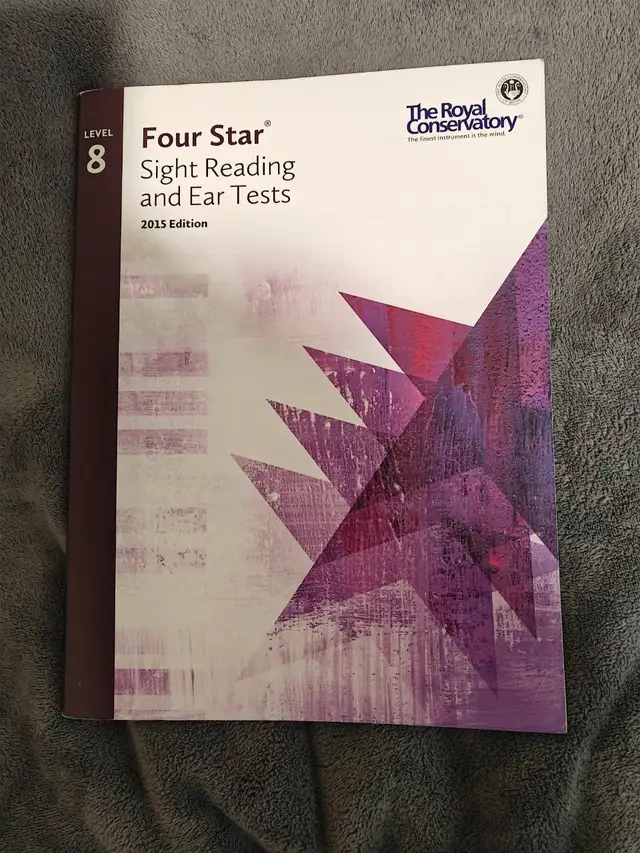 LEVEL
8
Four Star®
Sight Reading
and Ear Tests
2015 Edition
The Royal
Conservatory®
The finest instrument is the mind.